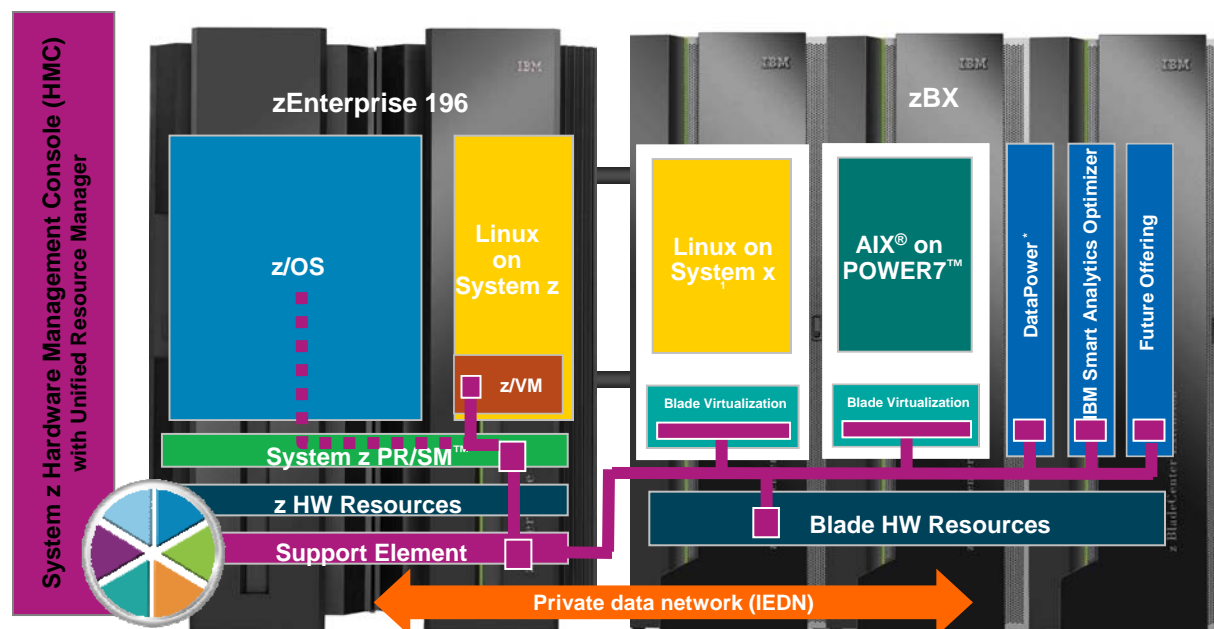 System z Hardware Management Console (HMC)
with Unified Resource Manager
IBM
zEnterprise 196
z/OS
Linux
on
System z
z/VM
System z PR/SM™
z HW Resources
Support Element
IBM
IBM
IBM
zBX
Linux on
System x
1
Blade Virtualization
AIX® on
POWER7™
Blade Virtualization
DataPower*
IBM Smart Analytics Optimizer
Future Offering
Blade HW Resources
Private data network (IEDN)